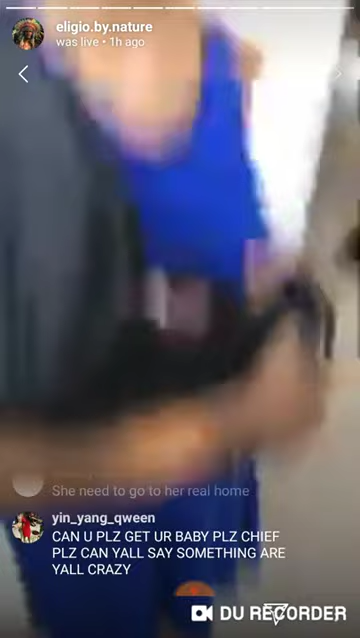 eligio.by.nature
was live • 1h ago
She need to go to her real home
yin_yang_qween
CAN U PLZ GET UR BABY PLZ CHIEF
PLZ CAN YALL SAY SOMETHING ARE
YALL CRAZY
DU RECORDER